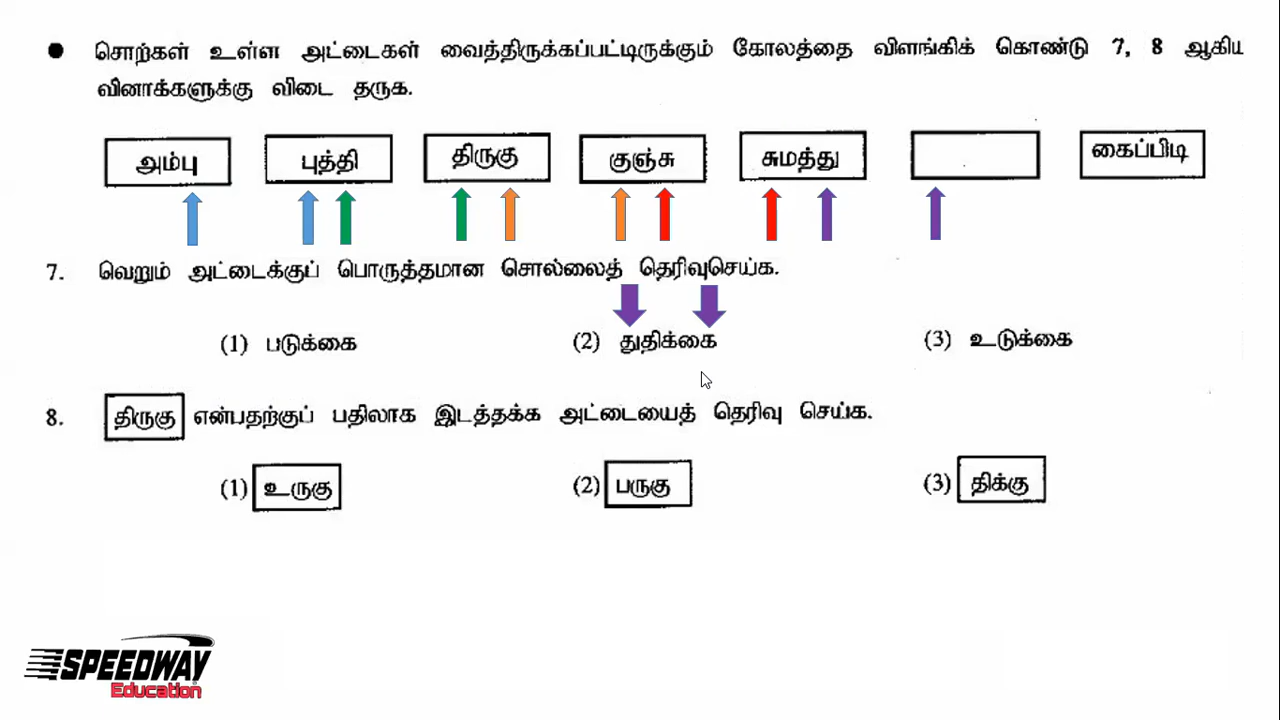 ● சொற்கள் உள்ள அட்டைகள் வைத்திருக்கப்பட்டிருக்கும் கோலத்தை விளங்கிக் கொண்டு 7, 8 ஆகிய
வினாக்களுக்கு விடை தருக.
அம்பு புத்தி திருகு குஞ்சு சுமத்து கைப்பிடி
7. வெறும் அட்டைக்குப் பொருத்தமான சொல்லைத் தெரிவுசெய்க.
(1) படுக்கை (2) துதிக்கை (3) உடுக்கை
8. திருகு என்பதற்குப் பதிலாக இடத்தக்க அட்டையைத் தெரிவு செய்க.
(1) உருகு (2) பருகு (3) திக்கு
SPEEDWAY
Education